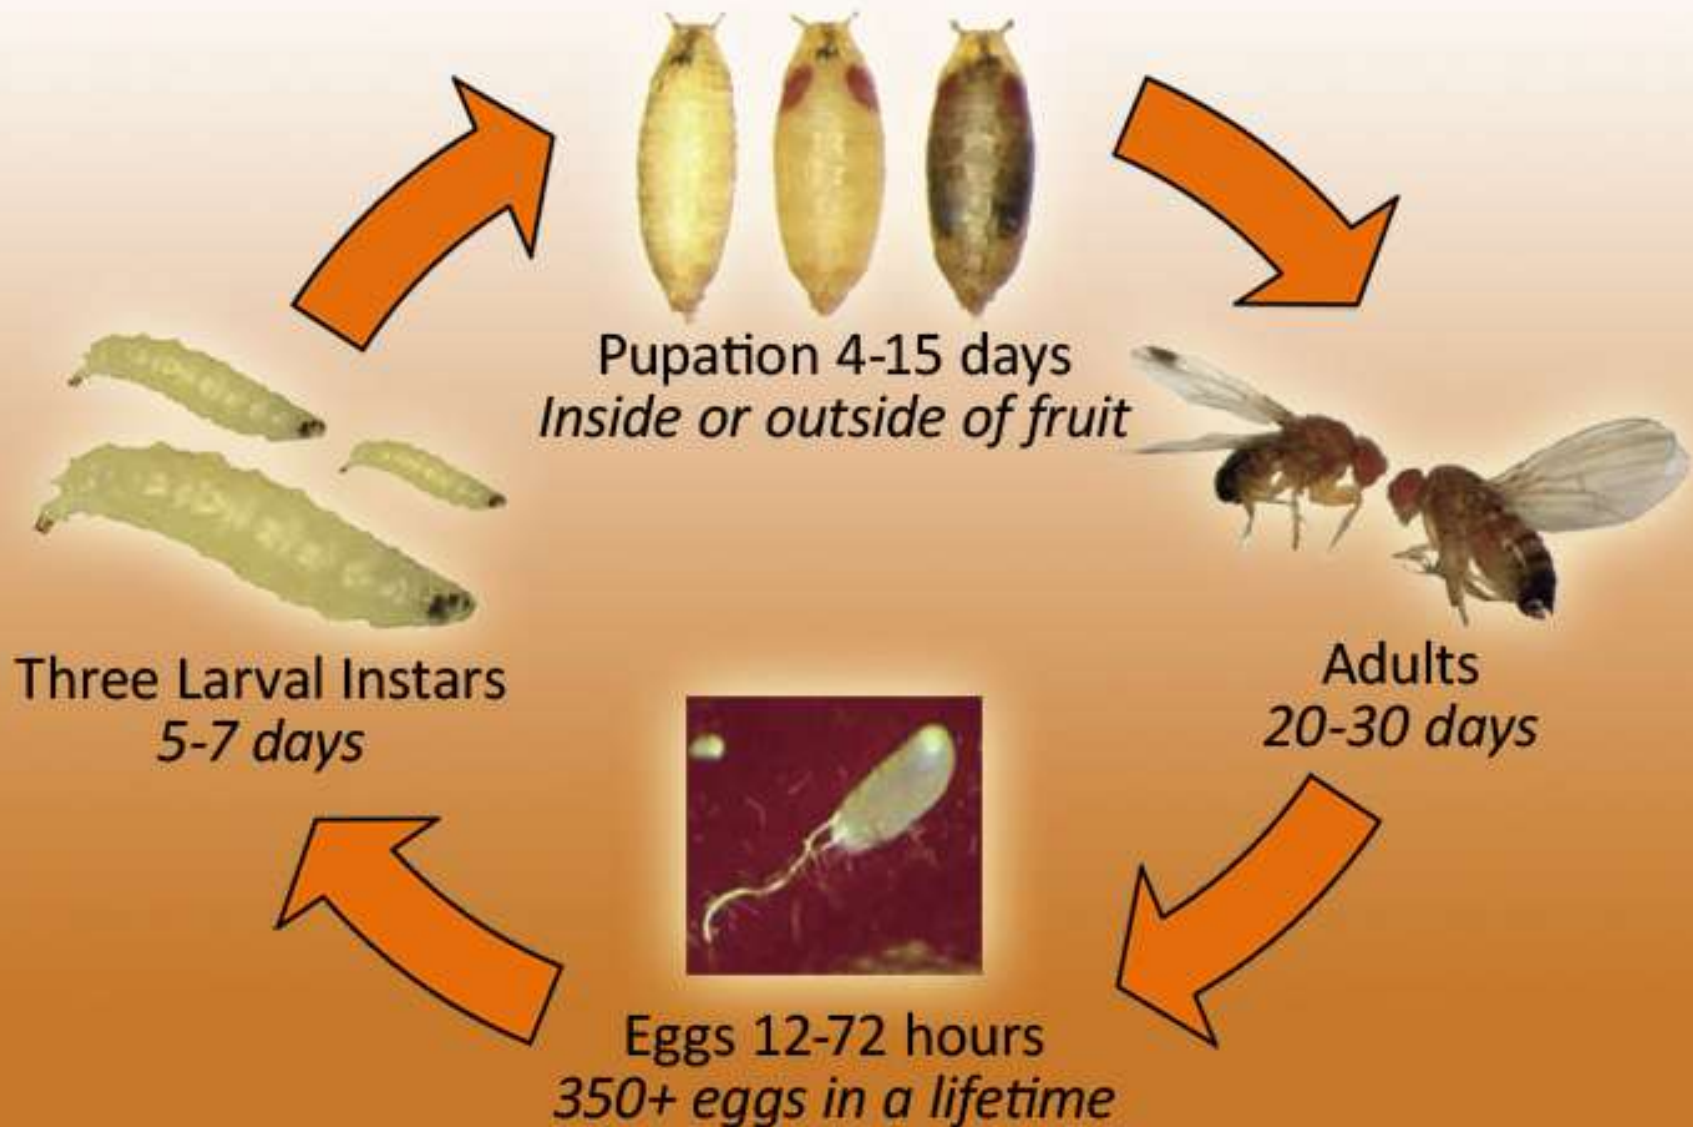 Pupation 4-15 days
Inside or outside of fruit
Three Larval Instars
5-7 days
Adults
20-30 days
Eggs 12-72 hours
350+ eggs in a lifetime